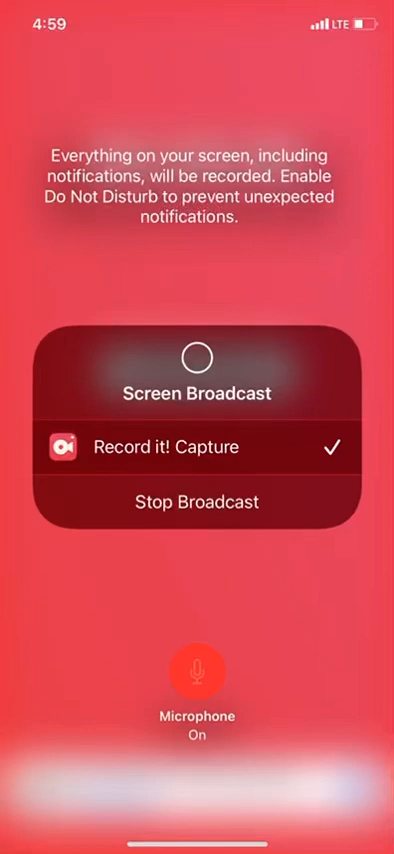 4:59
LTE
Everything on your screen, including
notifications, will be recorded. Enable
Do Not Disturb to prevent unexpected
notifications.
Screen Broadcast
Record it! Capture
Stop Broadcast
Microphone
On